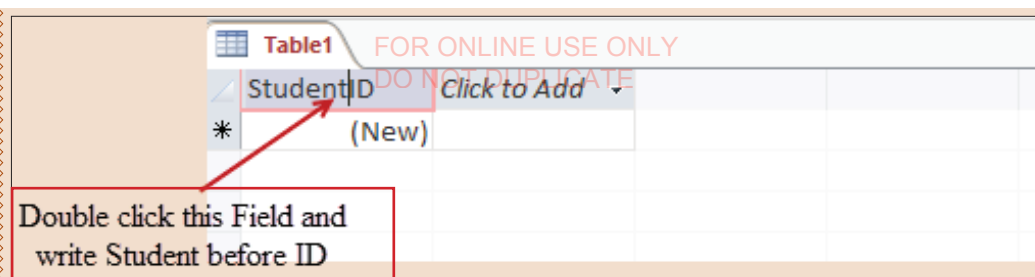 Table1
FOR ONLINE USE ONLY
DO NOT DUPLICATE
StudentID Click to Add
(New)
Double click this Field and
write Student before ID